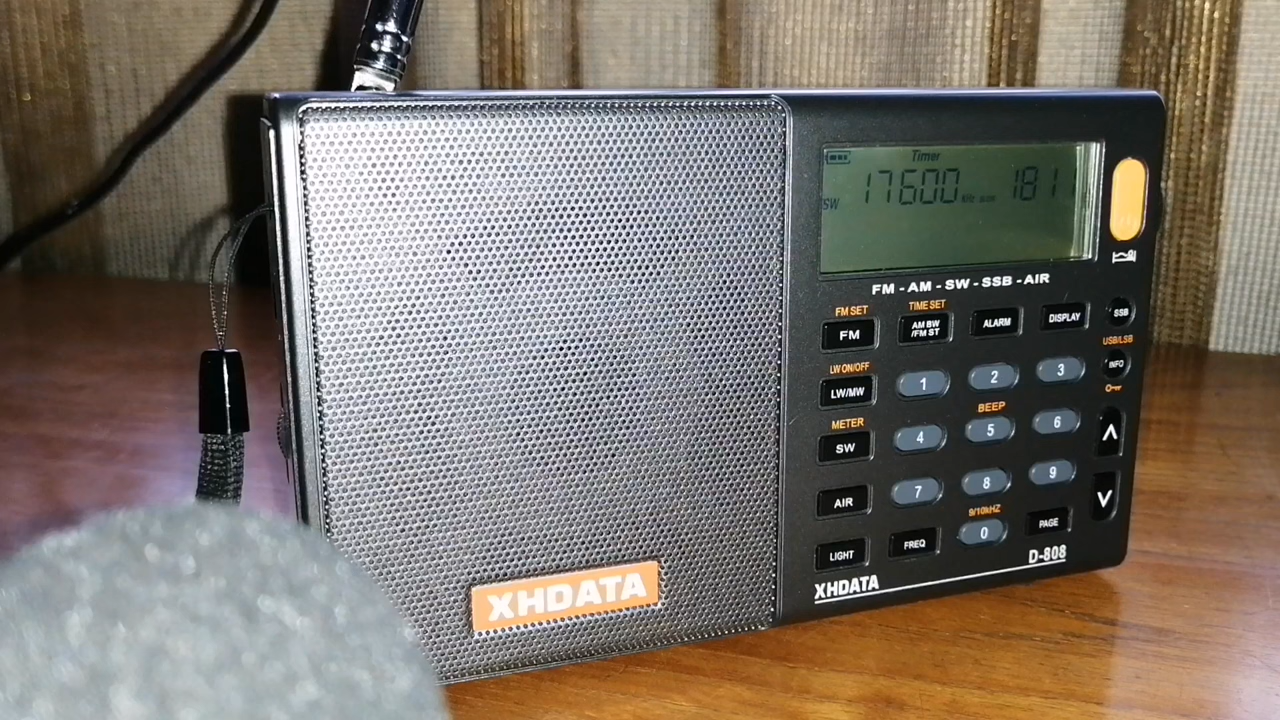 Timer
SW 17600 1811
FM - AM - SW - SSB - AIR
FM SET TIME SET
FM AM BW /FM ST ALARM DISPLAY SSB
USB/LSB
LW ON/OFF
LW/MW 1 2 3 INFO
METER BEEP
SW 4 5 6
AIR 7 8 9
9/10kHZ
LIGHT FREQ 0 PAGE
D-808
XHDATA
XHDATA